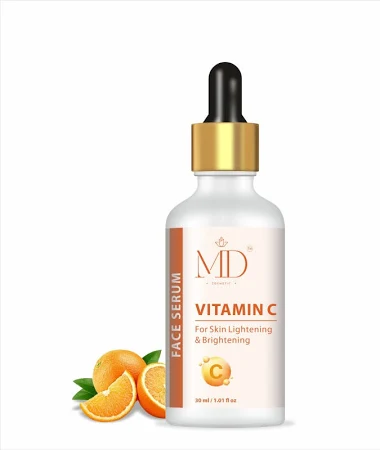 MD
FACE SERUM
VITAMIN C
For Skin Lightening
& Brightening
C
30 ml / 1.01 fl oz